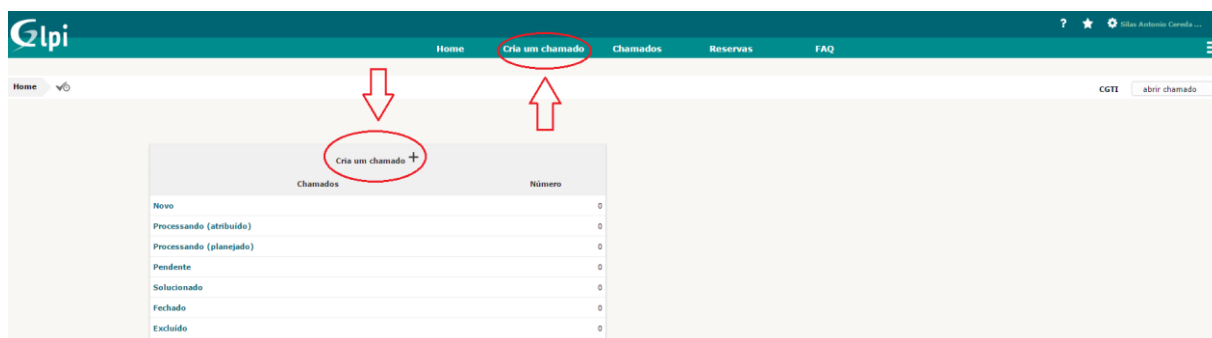 Glpi
? Silas Antonio Cereda ...
Home Cria um chamado Chamados Reservas FAQ
Home
CGTI abrir chamado
Cria um chamado +
Chamados Número
Novo 0
Processando (atribuído) 0
Processando (planejado) 0
Pendente 0
Solucionado 0
Fechado 0
Excluído 0